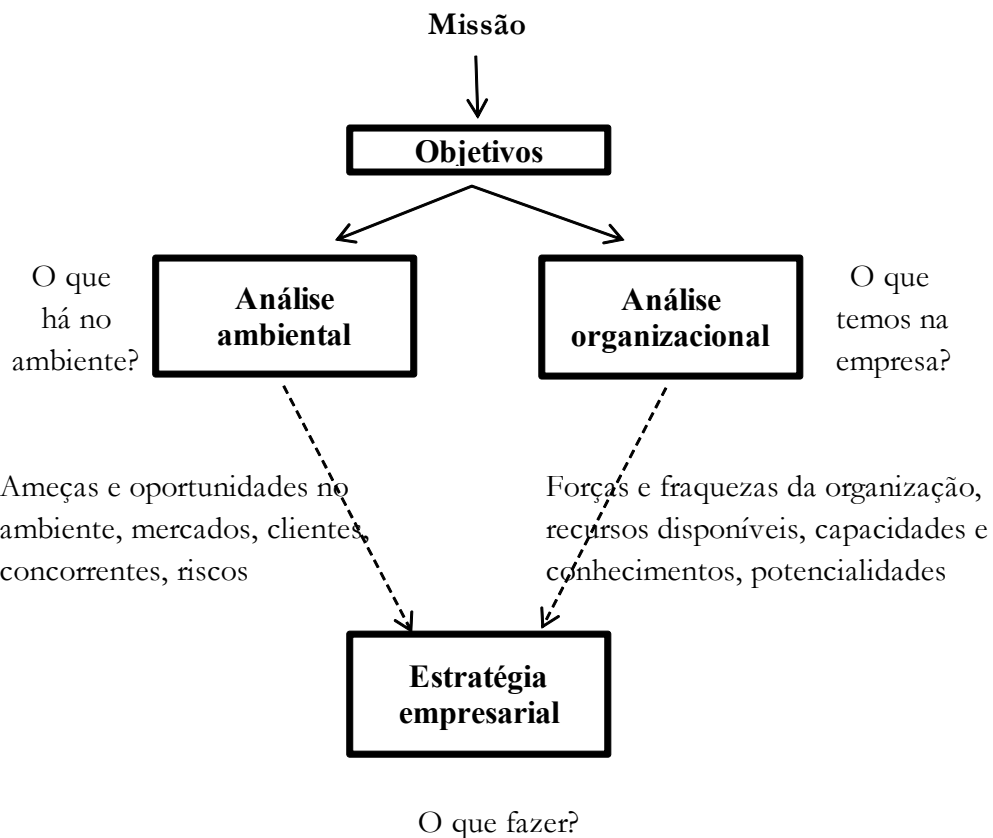 Missão
Objetivos
O que
há no
ambiente?
Análise
ambiental
Análise
organizacional
O que
temos na
empresa?
Ameças e oportunidades no
ambiente, mercados, clientes,
concorrentes, riscos
Forças e fraquezas da organização,
recursos disponíveis, capacidades e
conhecimentos, potencialidades
Estratégia
empresarial
O que fazer?